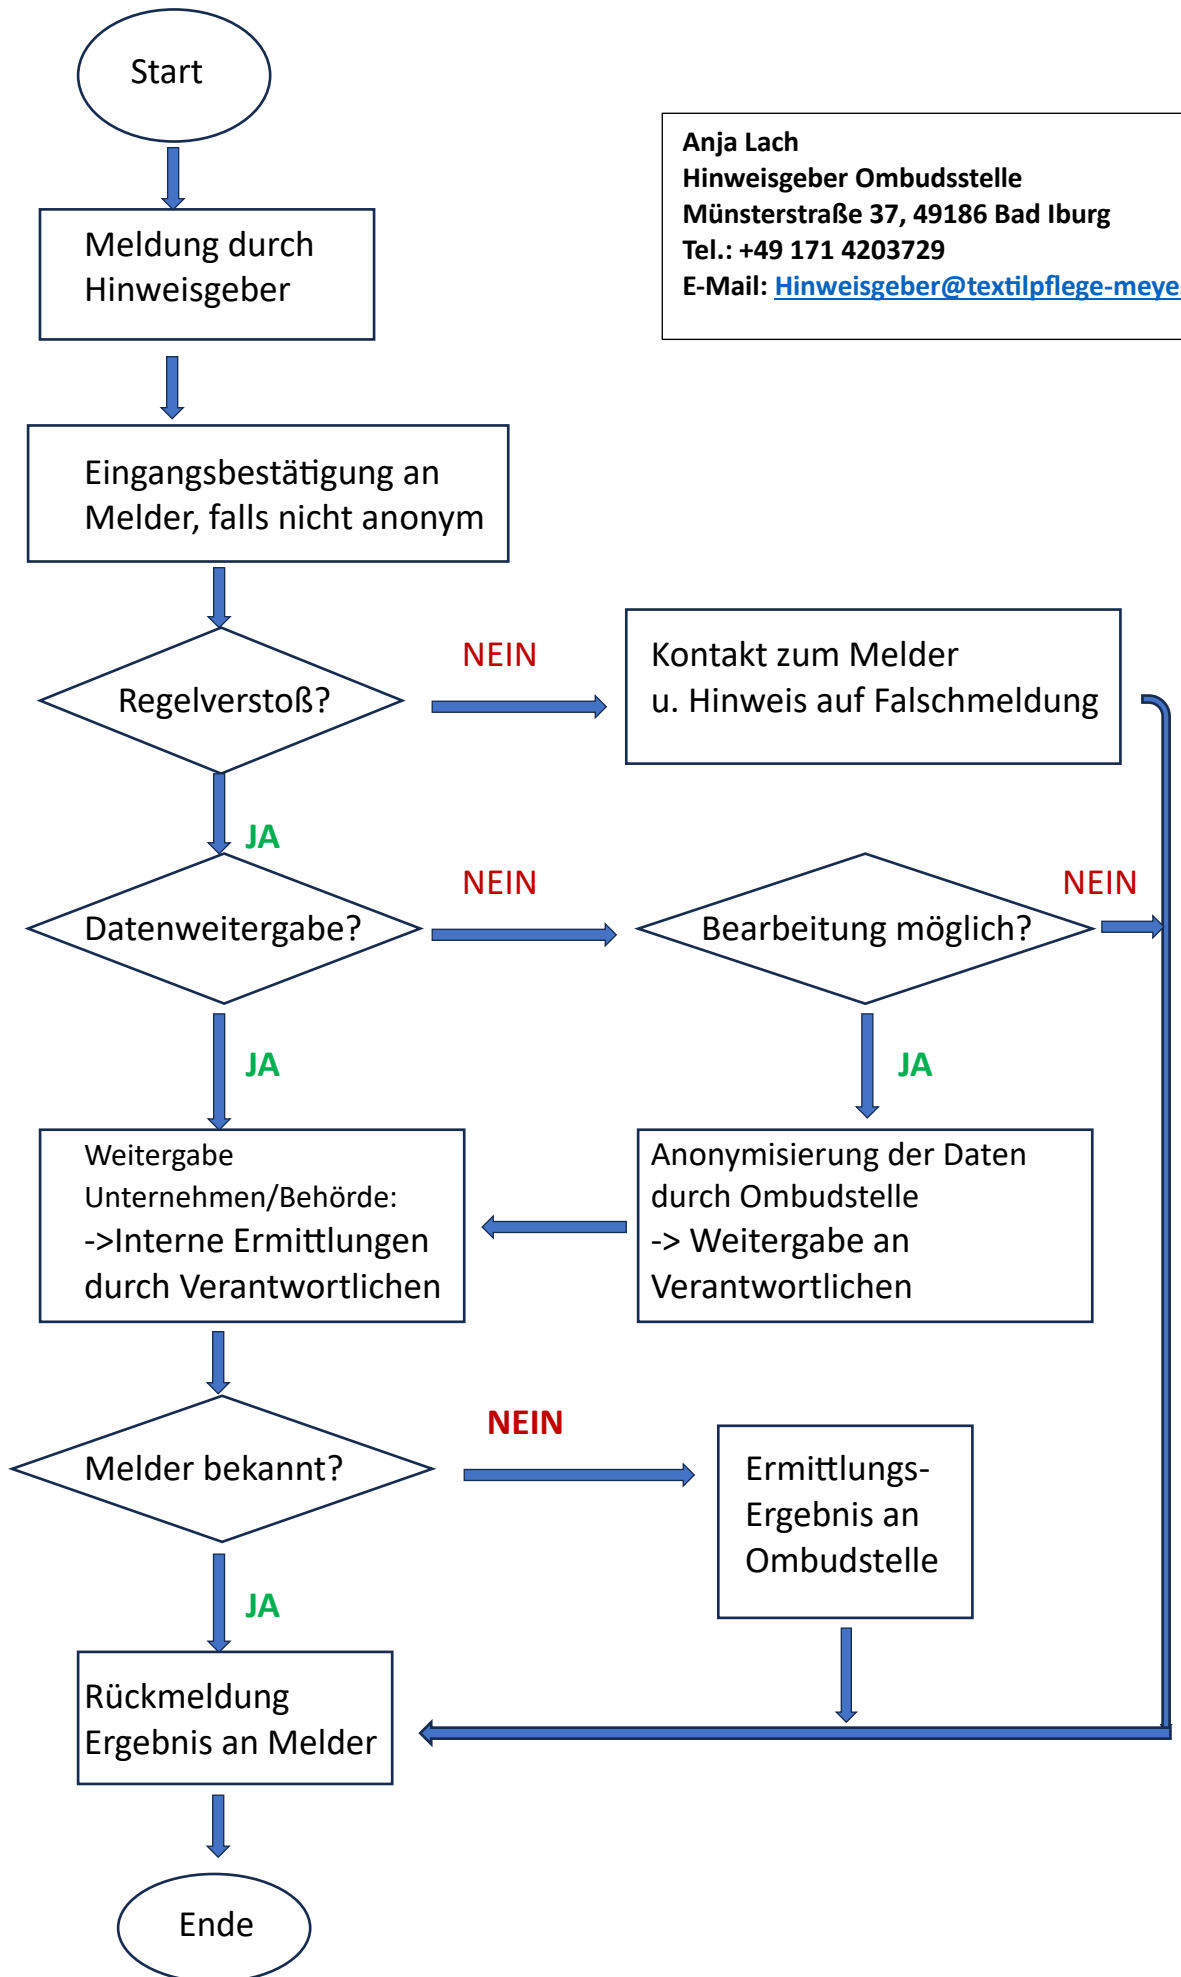 Start
Anja Lach
Hinweisgeber Ombudsstelle
Münsterstraße 37, 49186 Bad Iburg
Tel.: +49 171 4203729
E-Mail: Hinweisgeber@textilpflege-meye
Meldung durch
Hinweisgeber
Eingangsbestätigung an
Melder, falls nicht anonym
Regelverstoß?
NEIN
Kontakt zum Melder
u. Hinweis auf Falschmeldung
JA
Datenweitergabe?
NEIN
Bearbeitung möglich?
NEIN
JA
JA
Weitergabe
Unternehmen/Behörde:
->Interne Ermittlungen
durch Verantwortlichen
Anonymisierung der Daten
durch Ombudstelle
-> Weitergabe an
Verantwortlichen
Melder bekannt?
NEIN
Ermittlungs-
Ergebnis an
Ombudstelle
JA
Rückmeldung
Ergebnis an Melder
Ende